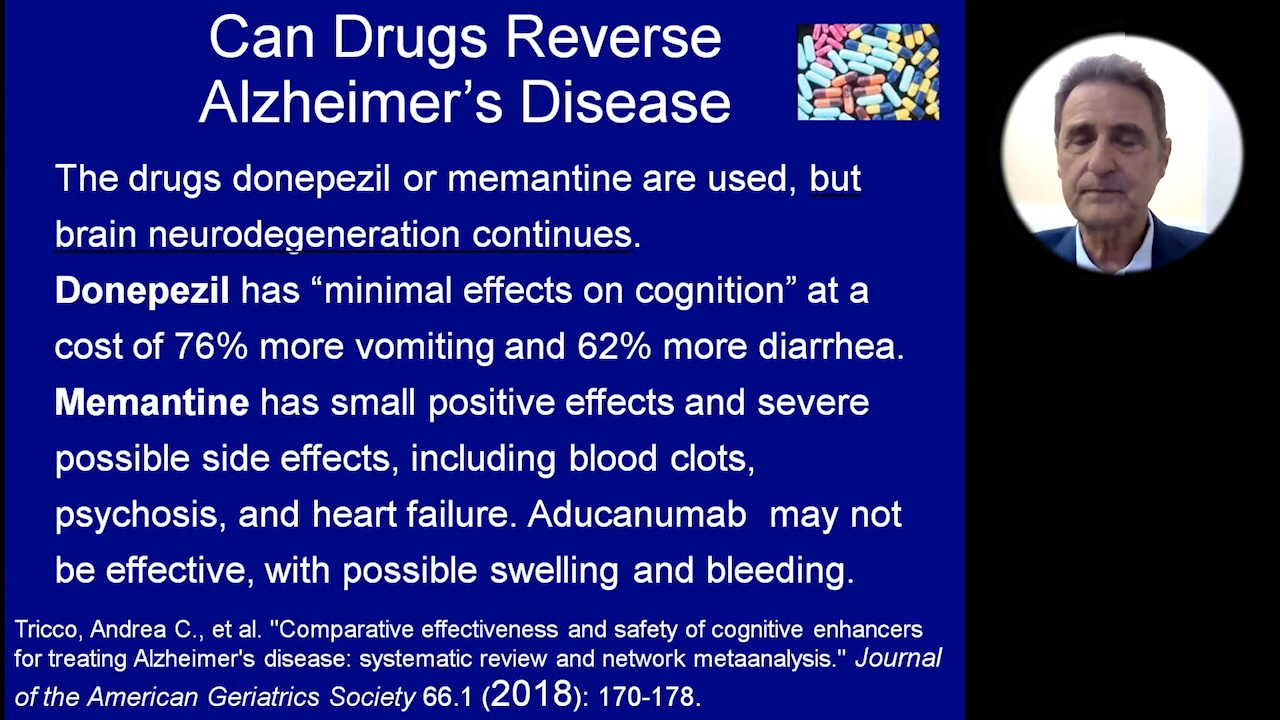 Can Drugs Reverse
Alzheimer’s Disease
The drugs donepezil or memantine are used, but
brain neurodegeneration continues.
Donepezil has “minimal effects on cognition” at a
cost of 76% more vomiting and 62% more diarrhea.
Memantine has small positive effects and severe
possible side effects, including blood clots,
psychosis, and heart failure. Aducanumab  may not
be effective, with possible swelling and bleeding.
Tricco, Andrea C., et al. "Comparative effectiveness and safety of cognitive enhancers
for treating Alzheimer's disease: systematic review and network metaanalysis." Journal
of the American Geriatrics Society 66.1 (2018): 170-178.